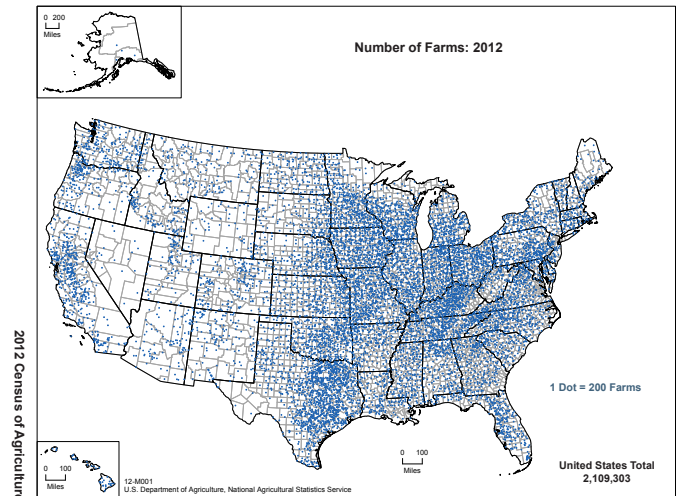 0 200
Miles
Number of Farms: 2012
2012 Census of Agriculture
1 Dot = 200 Farms
0 100
Miles
12-M001
U.S. Department of Agriculture, National Agricultural Statistics Service
0 100
Miles
United States Total
2,109,303